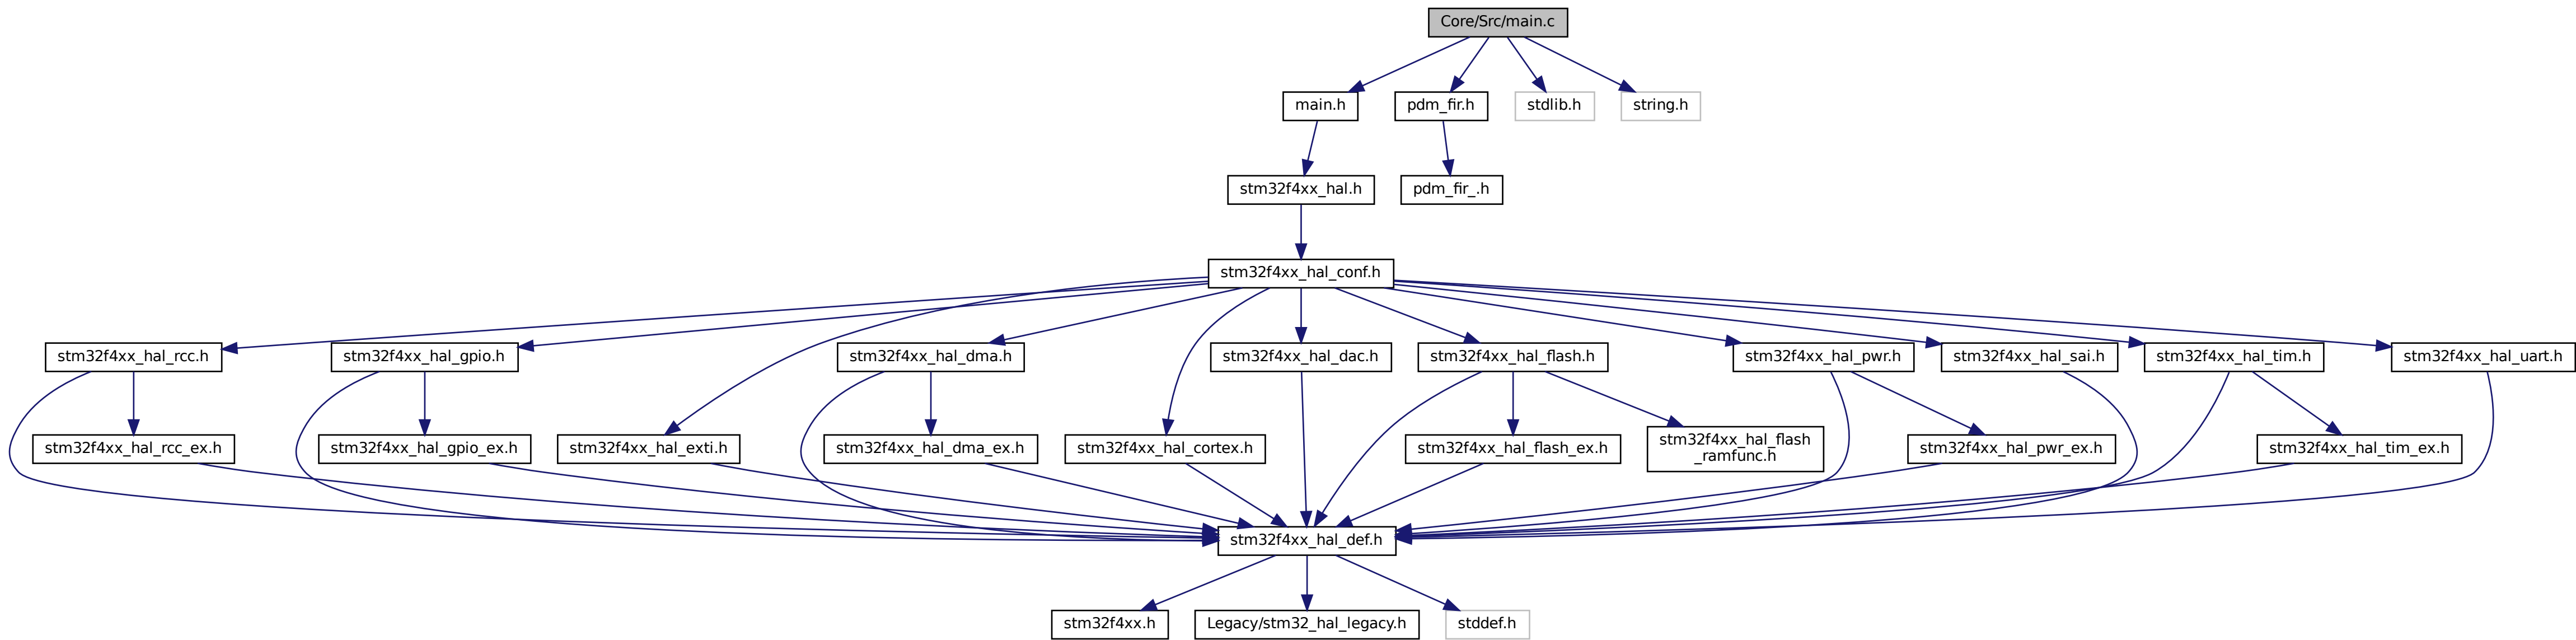 Core/Src/main.c
main.h
pdm_fir.h
stdlib.h
string.h
stm32f4xx_hal.h
pdm_fir_.h
stm32f4xx_hal_conf.h
stm32f4xx_hal_rcc.h
stm32f4xx_hal_gpio.h
stm32f4xx_hal_dma.h
stm32f4xx_hal_dac.h
stm32f4xx_hal_flash.h
stm32f4xx_hal_pwr.h
stm32f4xx_hal_sai.h
stm32f4xx_hal_tim.h
stm32f4xx_hal_uart.h
stm32f4xx_hal_rcc_ex.h
stm32f4xx_hal_gpio_ex.h
stm32f4xx_hal_exti.h
stm32f4xx_hal_dma_ex.h
stm32f4xx_hal_cortex.h
stm32f4xx_hal_flash_ex.h
stm32f4xx_hal_flash
_ramfunc.h
stm32f4xx_hal_pwr_ex.h
stm32f4xx_hal_tim_ex.h
stm32f4xx_hal_def.h
stm32f4xx.h
Legacy/stm32_hal_legacy.h
stddef.h